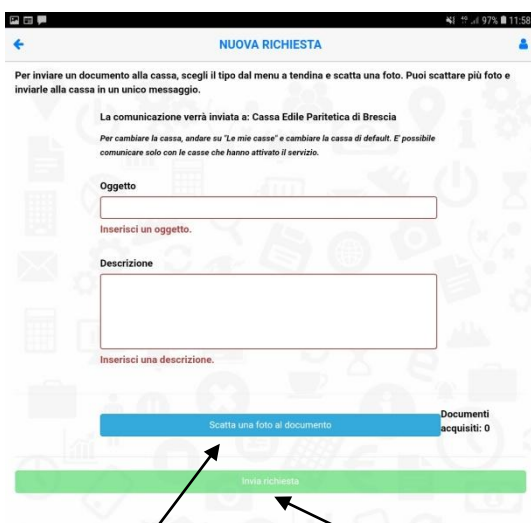 97% 11:58
NUOVA RICHIESTA
Per inviare un documento alla cassa, scegli il tipo dal menu a tendina e scatta una foto. Puoi scattare più foto e
inviarle alla cassa in un unico messaggio.
La comunicazione verrà inviata a: Cassa Edile Paritetica di Brescia
Per cambiare la cassa, andare su "Le mie casse" e cambiare la cassa di default. E' possibile
comunicare solo con le casse che hanno attivato il servizio.
Oggetto
Inserisci un oggetto.
Descrizione
Inserisci una descrizione.
Scatta una foto al documento
Documenti
acquisiti: 0
Invia richiesta